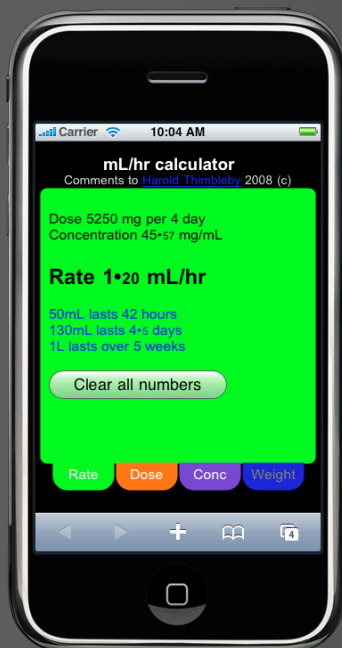 Carrier 10:04 AM
mL/hr calculator
Comments to Harold Thimbleby 2008 (c)
Dose 5250 mg per 4 day
Concentration 45•57 mg/mL
Rate 1•20 mL/hr
50mL lasts 42 hours
130mL lasts 4•5 days
1L lasts over 5 weeks
Clear all numbers
Rate Dose Conc Weight
4